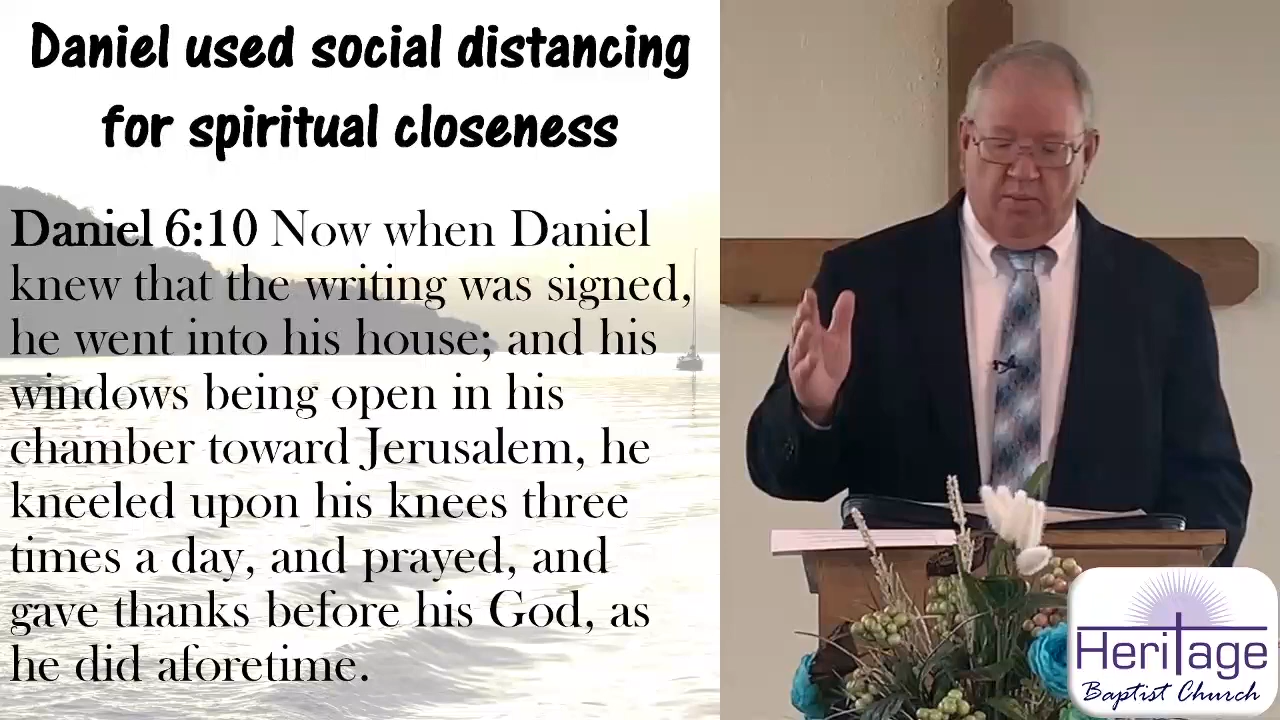 Daniel used social distancing
for spiritual closeness
Daniel 6:10 Now when Daniel
knew that the writing was signed,
he went into his house; and his
windows being open in his
chamber toward Jerusalem, he
kneeled upon his knees three
times a day, and prayed, and
gave thanks before his God, as
he did aforetime.
Heritage
Baptist Church